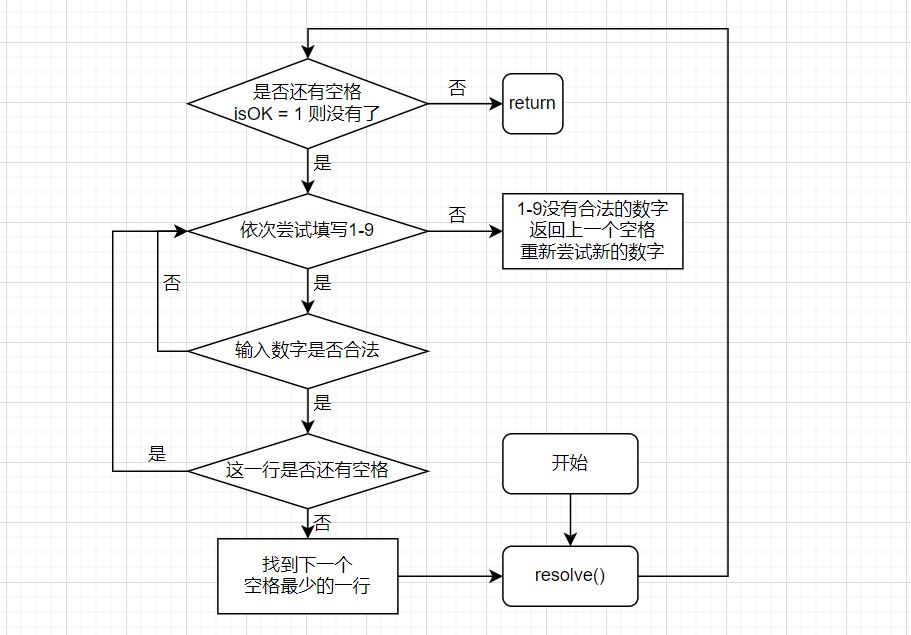 是否还有空格
isOK = 1 则没有了
否
return
是
依次尝试填写1-9
否
1-9没有合法的数字
返回上一个空格
重新尝试新的数字
否
是
输入数字是否合法
是
是
这一行是否还有空格
开始
否
找到下一个
空格最少的一行
resolve()